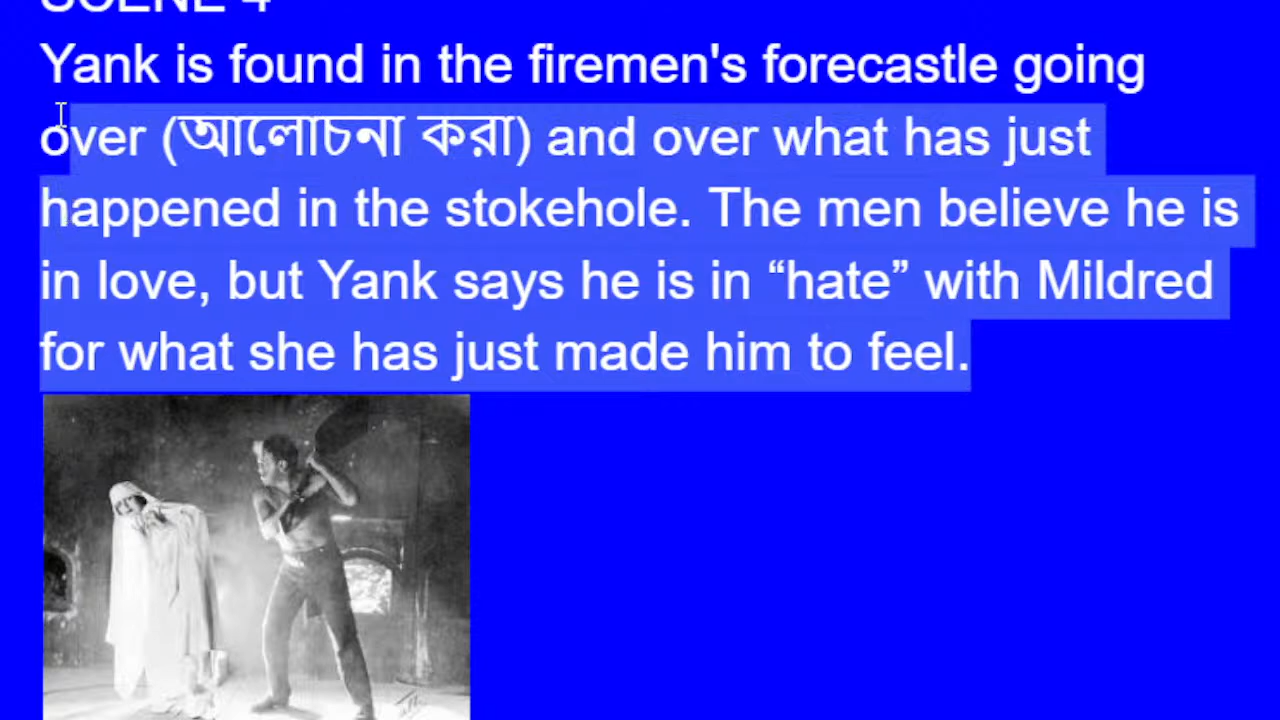 SCENE 4
Yank is found in the firemen's forecastle going
over (আলোচনা করা) and over what has just
happened in the stokehole. The men believe he is
in love, but Yank says he is in “hate” with Mildred
for what she has just made him to feel.